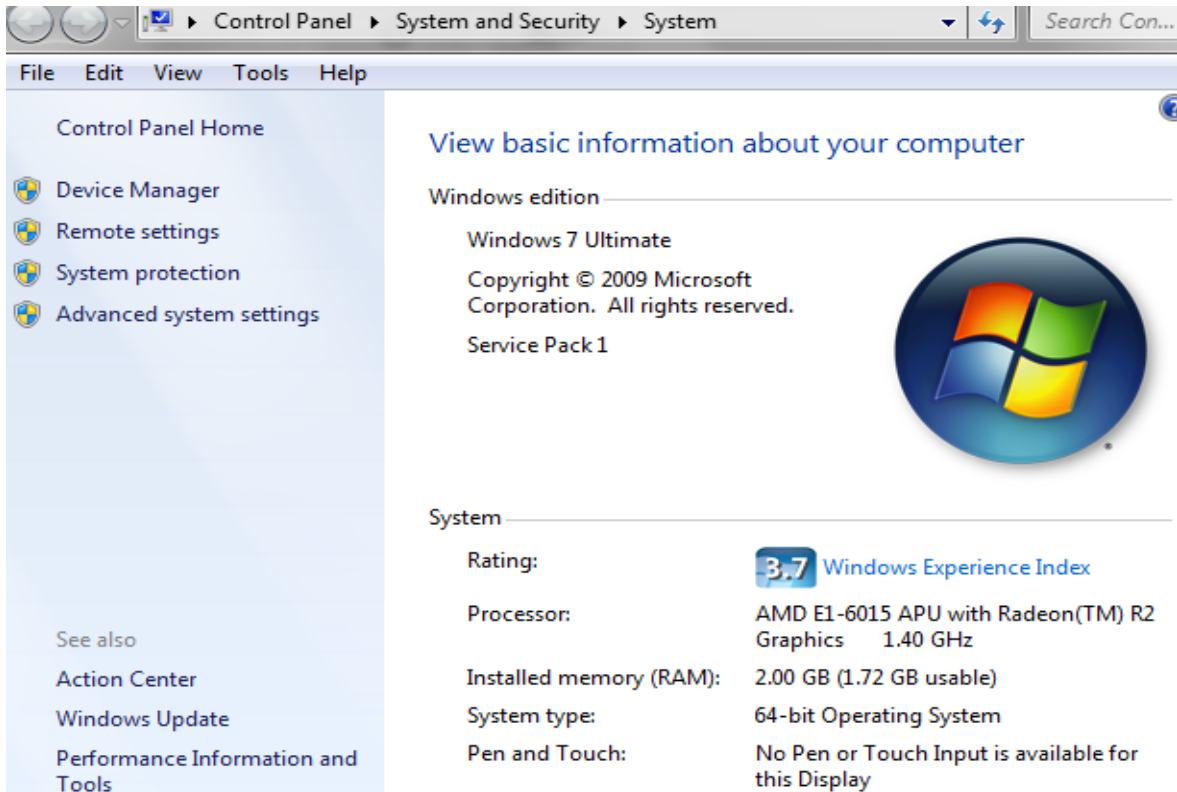 Control Panel ▸ System and Security ▸ System
Search Con...
File Edit View Tools Help
Control Panel Home
Device Manager
Remote settings
System protection
Advanced system settings
See also
Action Center
Windows Update
Performance Information and
Tools
View basic information about your computer
Windows edition
Windows 7 Ultimate
Copyright © 2009 Microsoft
Corporation. All rights reserved.
Service Pack 1
System
Rating:
3.7 Windows Experience Index
Processor:
AMD E1-6015 APU with Radeon(TM) R2
Graphics 1.40 GHz
Installed memory (RAM):
2.00 GB (1.72 GB usable)
System type:
64-bit Operating System
Pen and Touch:
No Pen or Touch Input is available for
this Display